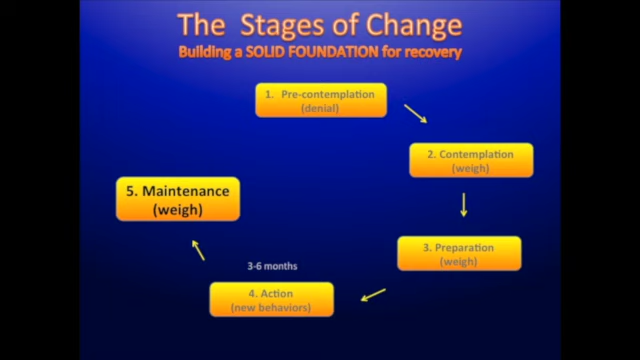 The Stages of Change
Building a SOLID FOUNDATION for recovery
1. Pre-contemplation
(denial)
2. Contemplation
(weigh)
5. Maintenance
(weigh)
3. Preparation
(weigh)
3-6 months
4. Action
(new behaviors)